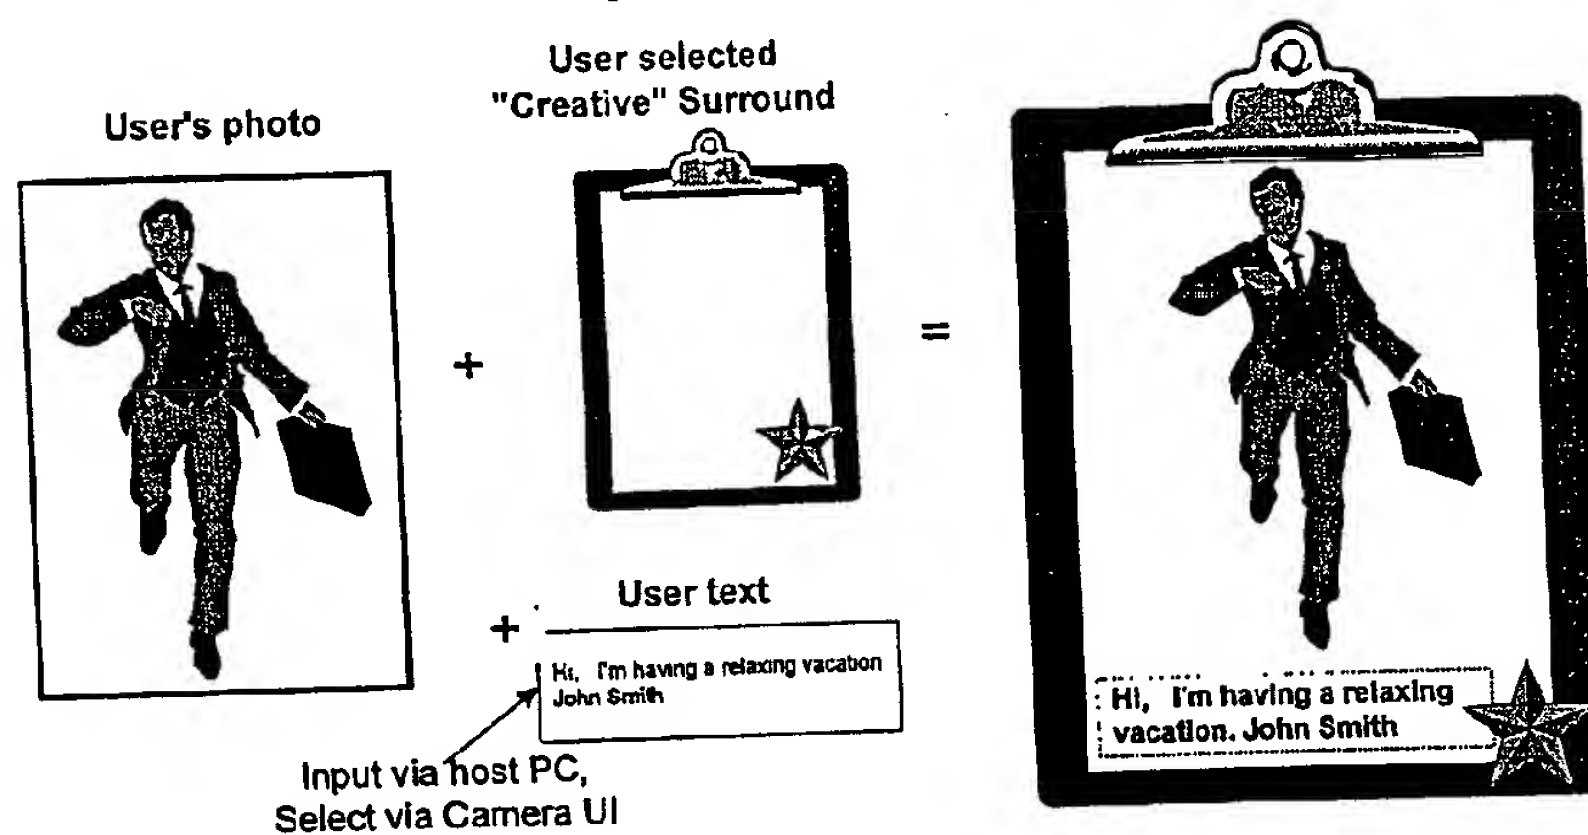 User's photo
User selected
"Creative" Surround
+
=
User text
+
Hi, I'm having a relaxing vacation
John Smith
Input via host PC,
Select via Camera UI
Hi, I'm having a relaxing
vacation. John Smith